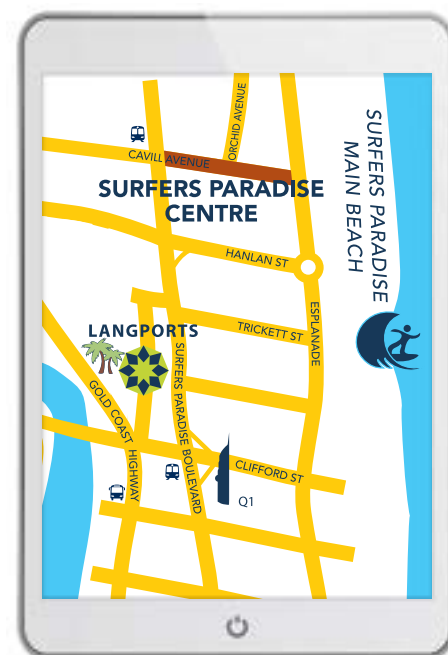 ORCHID AVENUE
CAVILL AVENUE
SURFERS PARADISE
MAIN BEACH
SURFERS PARADISE
CENTRE
HANLAN ST
ESPLANADE
TRICKETT ST
LANGPORTS
SURFERS PARADISE BOULEVARD
GOLD COAST HIGHWAY
CLIFFORD ST
Q1